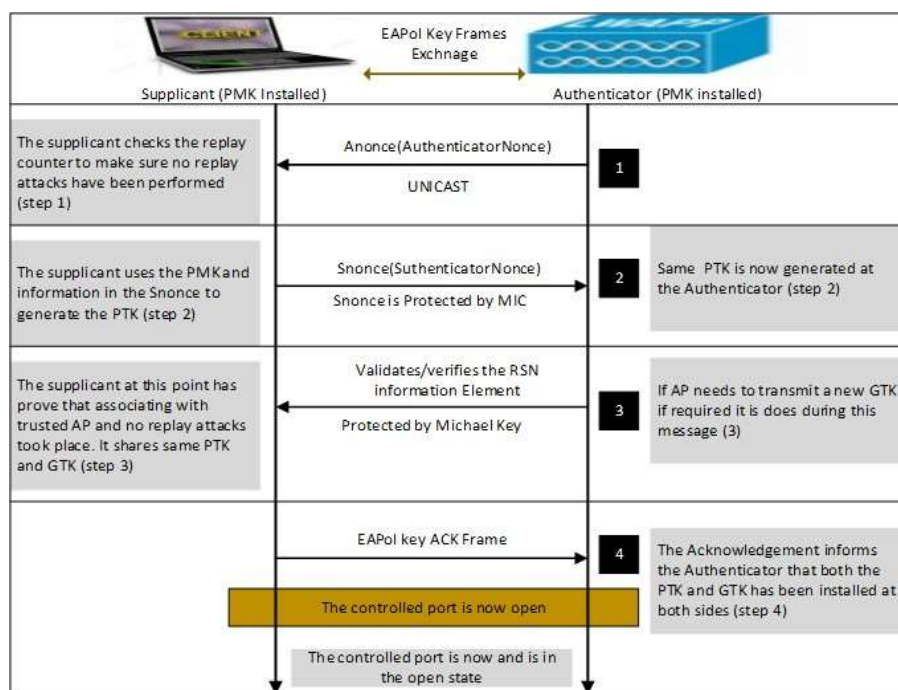 CLIENT
LWAPP
EAPol Key Frames
Exchnage
Supplicant (PMK Installed)
Authenticator (PMK installed)
The supplicant checks the replay
counter to make sure no replay
attacks have been performed
(step 1)
Anonce(AuthenticatorNonce)
UNICAST
1
The supplicant uses the PMK and
information in the Snonce to
generate the PTK (step 2)
Snonce(SuthenticatorNonce)
Snonce is Protected by MIC
2
Same PTK is now generated at
the Authenticator (step 2)
The supplicant at this point has
prove that associating with
trusted AP and no replay attacks
took place. It shares same PTK
and GTK (step 3)
Validates/verifies the RSN
information Element
Protected by Michael Key
3
If AP needs to transmit a new GTK
if required it is does during this
message (3)
EAPol key ACK Frame
4
The Acknowledgement informs
the Authenticator that both the
PTK and GTK has been installed at
both sides (step 4)
The controlled port is now open
The controlled port is now and is in
the open state